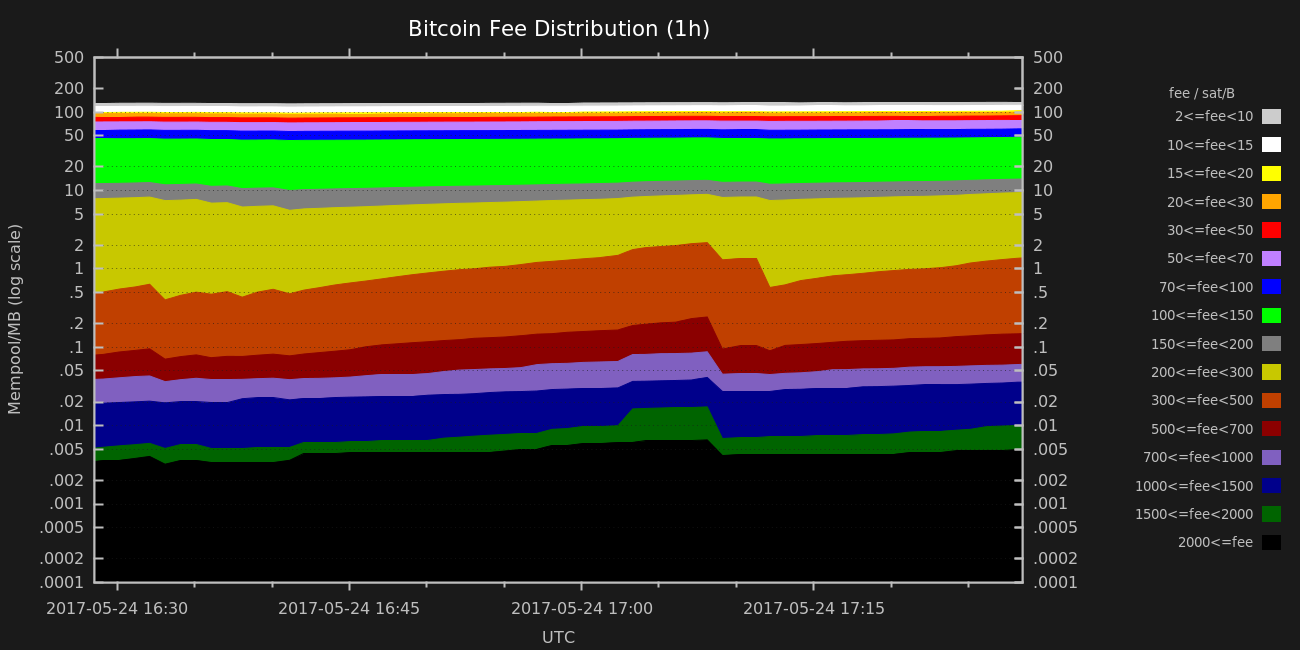 Bitcoin Fee Distribution (1h)
500
200
100
50
20
10
5
2
1
.5
.2
.1
.05
.02
.01
.005
.002
.001
.0005
.0002
.0001
Mempool/MB (log scale)
500
200
100
50
20
10
5
2
1
.5
.2
.1
.05
.02
.01
.005
.002
.001
.0005
.0002
.0001
2017-05-24 16:30
2017-05-24 16:45
2017-05-24 17:00
2017-05-24 17:15
UTC
fee / sat/B
2<=fee<10
10<=fee<15
15<=fee<20
20<=fee<30
30<=fee<50
50<=fee<70
70<=fee<100
100<=fee<150
150<=fee<200
200<=fee<300
300<=fee<500
500<=fee<700
700<=fee<1000
1000<=fee<1500
1500<=fee<2000
2000<=fee